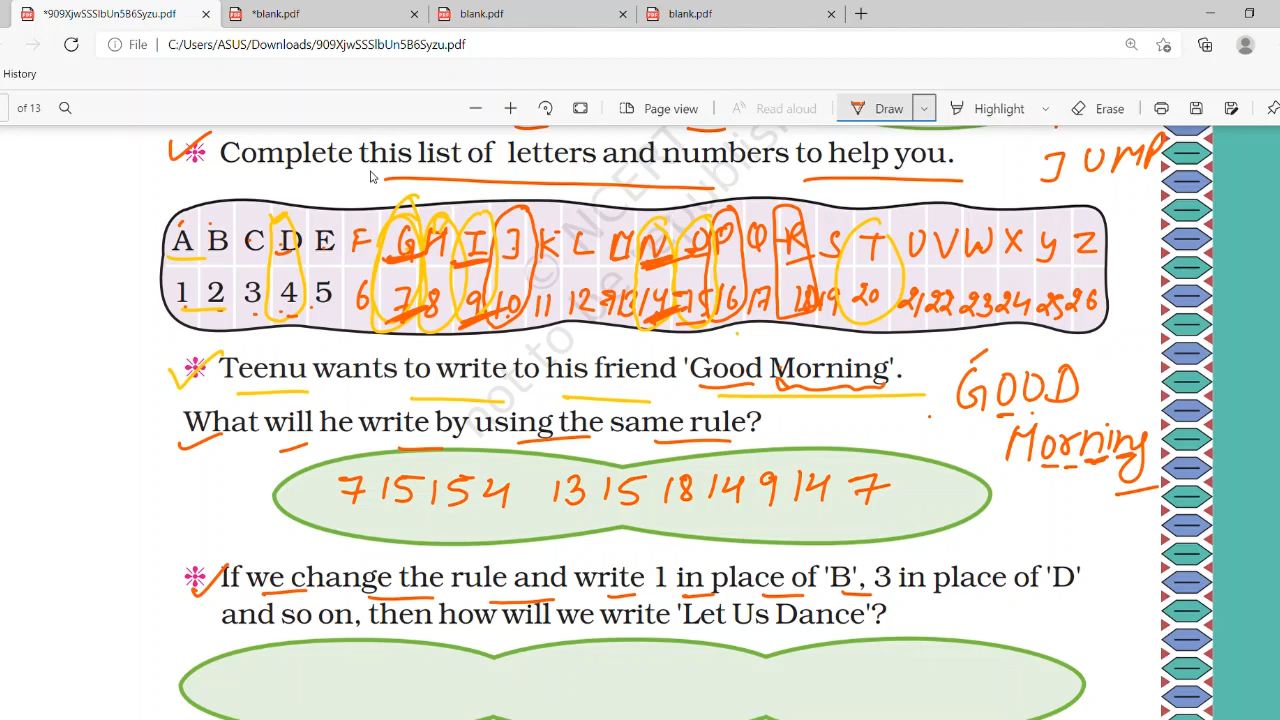 *909XjwSSSlbUn5B6Syzu.pdf
*blank.pdf
blank.pdf
blank.pdf
File
C:/Users/ASUS/Downloads/909XjwSSSlbUn5B6Syzu.pdf
History
of 13
Page view
Read aloud
Draw
Highlight
Erase
Complete this list of letters and numbers to help you.
JUMP
A B C D E F G H I J K L M N O P Q R S T U V W X Y Z
1 2 3 4 5 6 7 8 9 10 11 12 13 14 15 16 17 18 19 20 21 22 23 24 25 26
Teenu wants to write to his friend 'Good Morning'.
GOOD
What will he write by using the same rule?
Morning
7 15 15 4 13 15 18 14 9 14 7
If we change the rule and write 1 in place of 'B', 3 in place of 'D'
and so on, then how will we write 'Let Us Dance'?
© NCERT
not to be